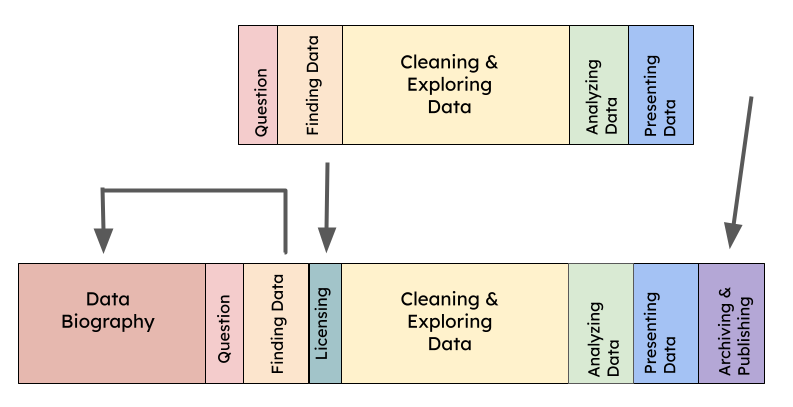 Question
Finding Data
Cleaning &
Exploring
Data
Analyzing
Data
Presenting
Data
Data
Biography
Question
Finding Data
Licensing
Cleaning &
Exploring
Data
Analyzing
Data
Presenting
Data
Archiving &
Publishing